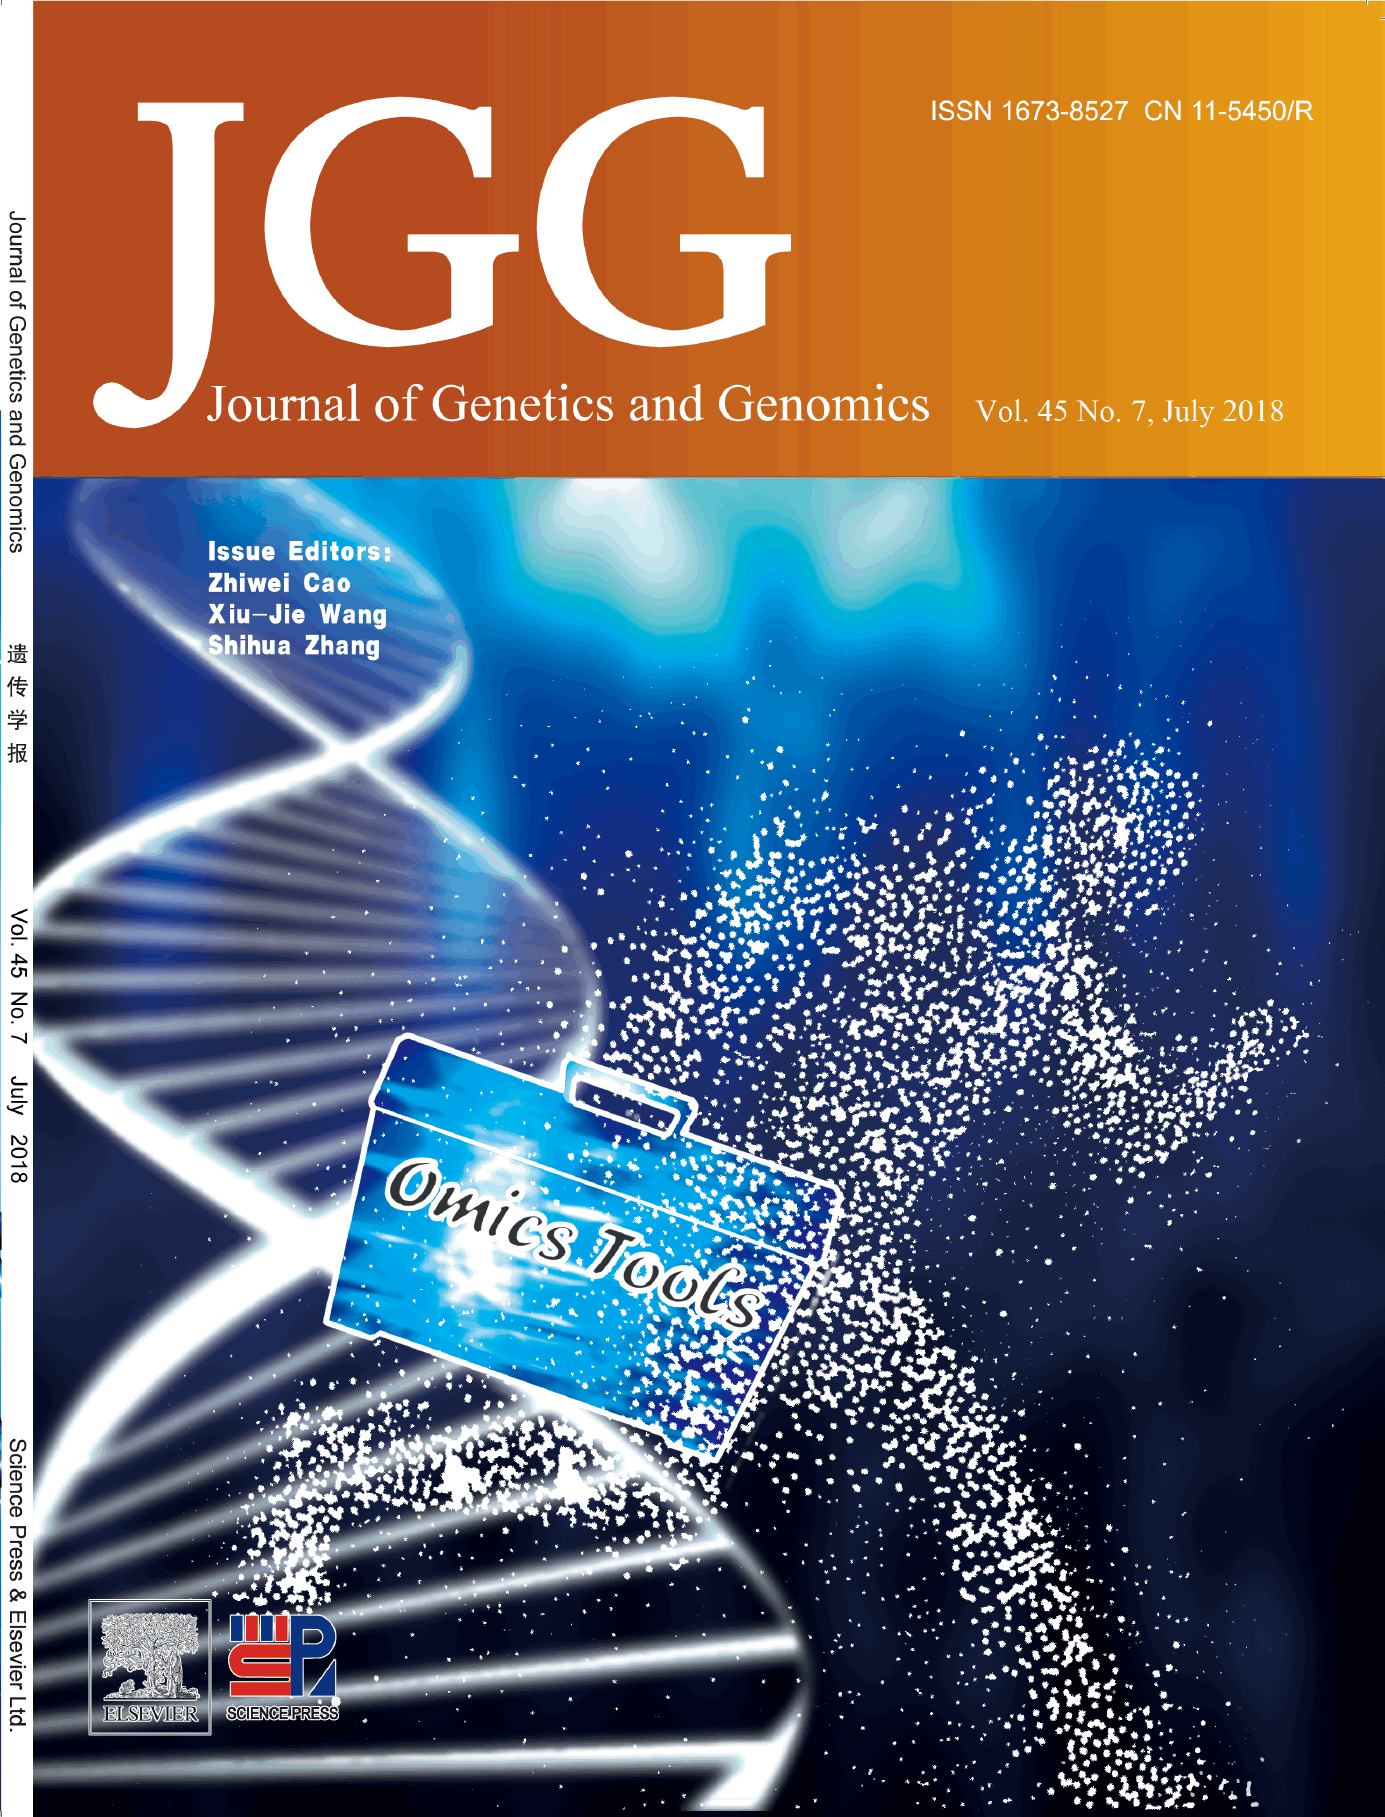 JGG
ISSN 1673-8527 CN 11-5450/R
Journal of Genetics and Genomics
Vol. 45 No. 7, July 2018
Issue Editors:
Zhiwei Cao
Xiu-Jie Wang
Shihua Zhang
Omics Tools
ELSEVIER
SCIENCE PRESS
Journal of Genetics and Genomics
遗传学报
Vol. 45 No. 7 July 2018
Science Press & Elsevier Ltd.